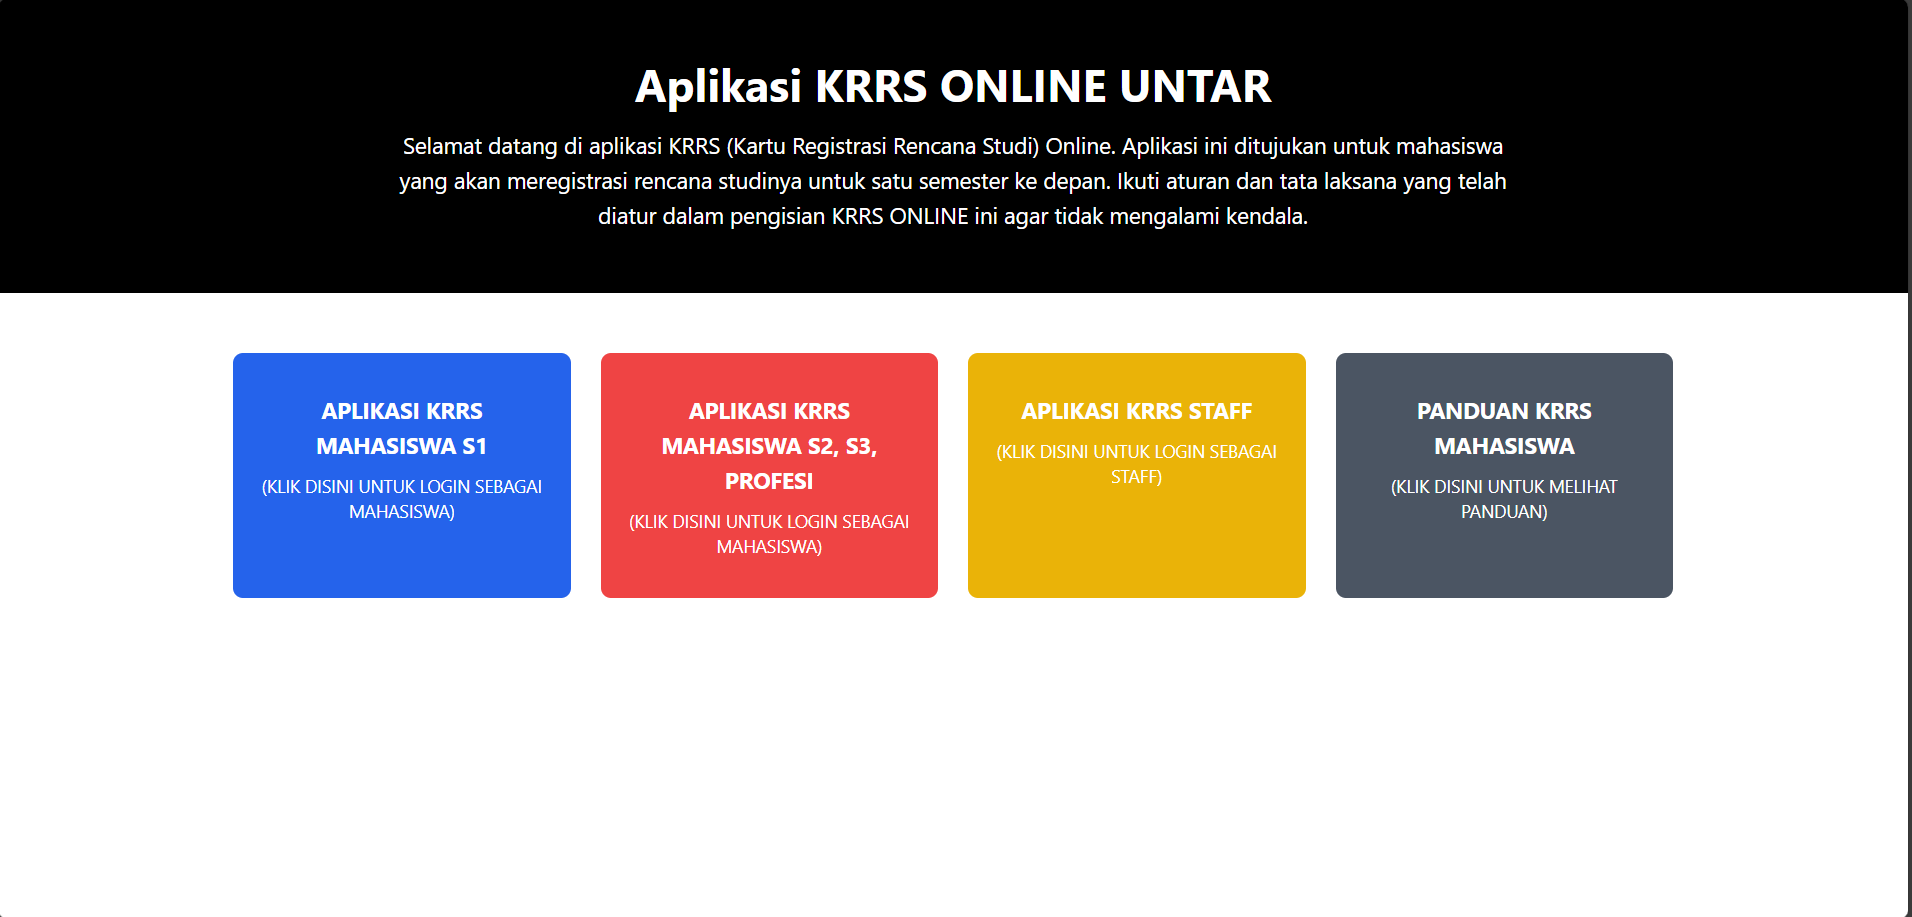 Aplikasi KRRS ONLINE UNTAR
Selamat datang di aplikasi KRRS (Kartu Registrasi Rencana Studi) Online. Aplikasi ini ditujukan untuk mahasiswa
yang akan meregistrasi rencana studinya untuk satu semester ke depan. Ikuti aturan dan tata laksana yang telah
diatur dalam pengisian KRRS ONLINE ini agar tidak mengalami kendala.
APLIKASI KRRS
MAHASISWA S1
(KLIK DISINI UNTUK LOGIN SEBAGAI
MAHASISWA)
APLIKASI KRRS
MAHASISWA S2, S3,
PROFESI
(KLIK DISINI UNTUK LOGIN SEBAGAI
MAHASISWA)
APLIKASI KRRS STAFF
(KLIK DISINI UNTUK LOGIN SEBAGAI
STAFF)
PANDUAN KRRS
MAHASISWA
(KLIK DISINI UNTUK MELIHAT
PANDUAN)